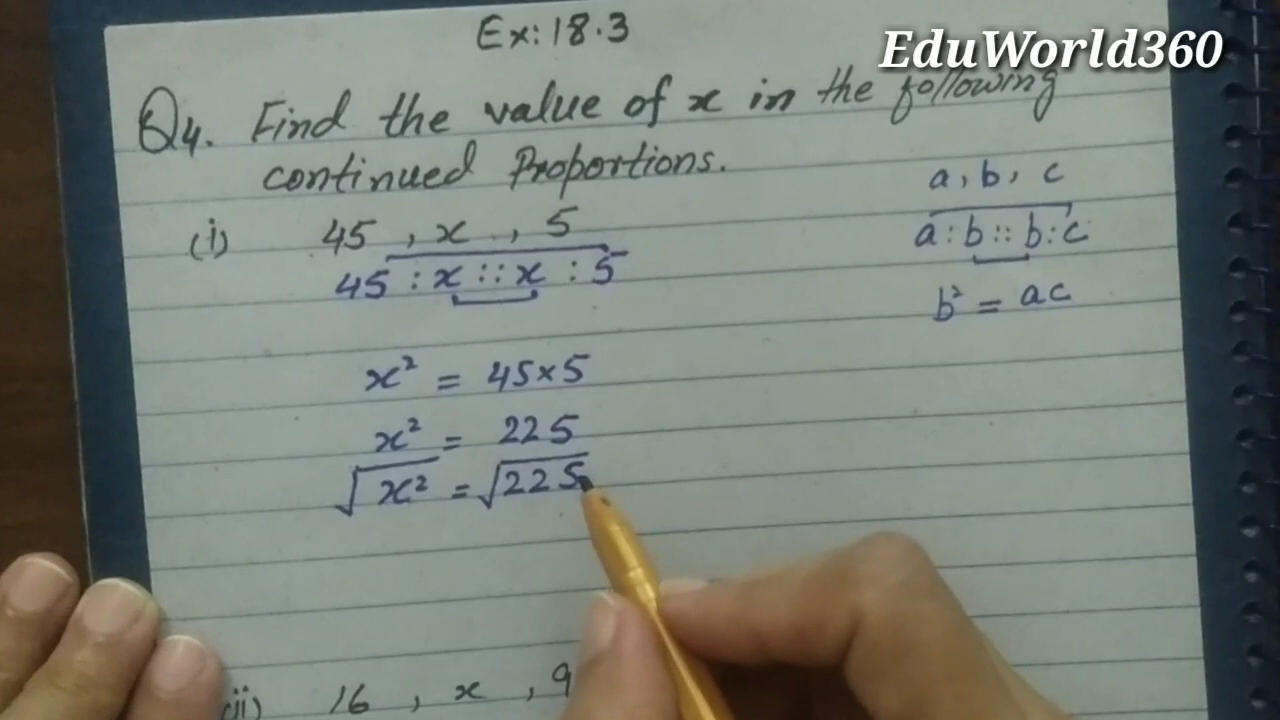 Ex: 18.3
EduWorld360
Q4. Find the value of x in the following
continued Proportions.
a, b, c
(i) 45 , x , 5
a : b :: b : c
45 : x :: x : 5
b² = ac
x² = 45×5
x² = 225
√x² = √225
(ii) 16 , x , 9